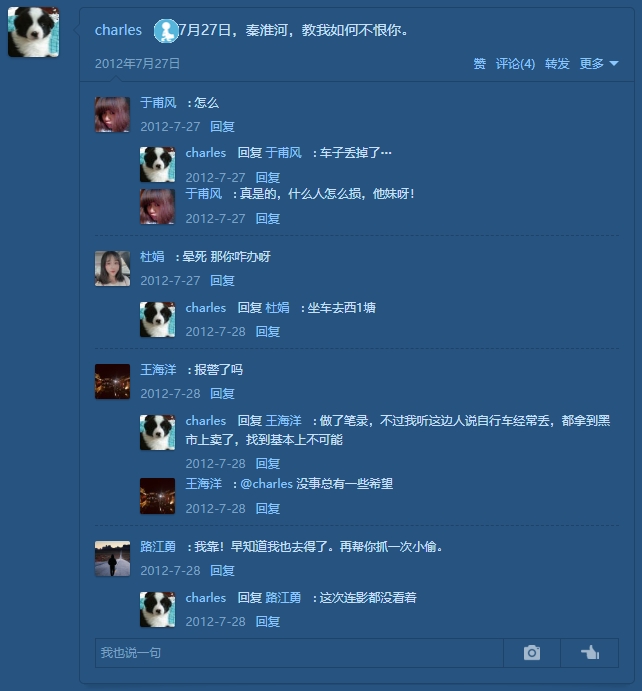 charles 7月27日，秦淮河，教我如何不恨你。
2012年7月27日 赞 评论(4) 转发 更多
于甫风 : 怎么
2012-7-27 回复
charles 回复 于甫风 : 车子丢掉了…
2012-7-27 回复
于甫风 : 真是的，什么人怎么损，他妹呀！
2012-7-27 回复
杜娟 : 晕死 那你咋办呀
2012-7-27 回复
charles 回复 杜娟 : 坐车去西1塘
2012-7-28 回复
王海洋 : 报警了吗
2012-7-28 回复
charles 回复 王海洋 : 做了笔录，不过我听这边人说自行车经常丢，都拿到黑
市上卖了，找到基本上不可能
2012-7-28 回复
王海洋 : @charles 没事总有一些希望
2012-7-28 回复
路江勇 : 我靠！早知道我也去得了。再帮你抓一次小偷。
2012-7-28 回复
charles 回复 路江勇 : 这次连影都没看着
2012-7-28 回复
我也说一句